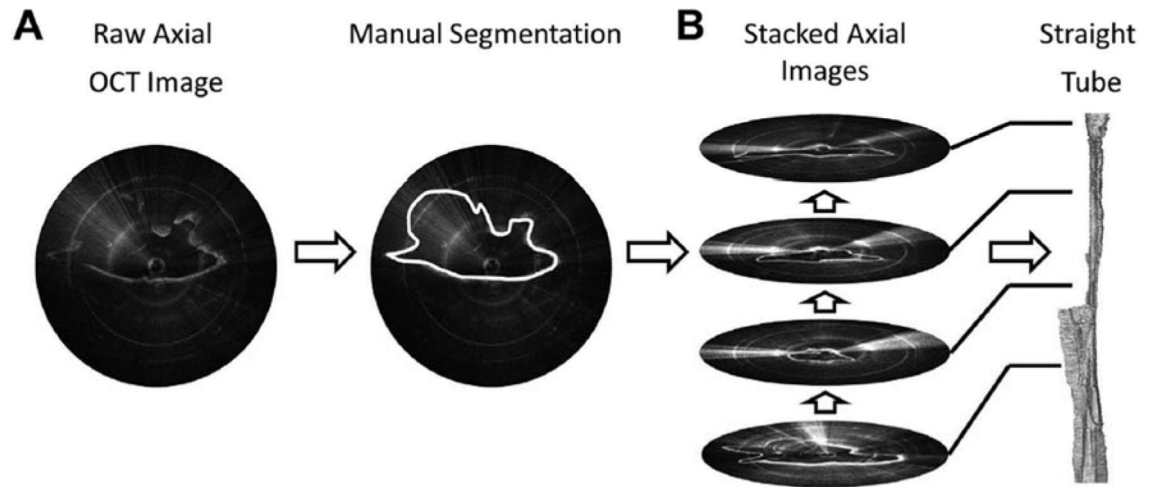 A
Raw Axial
OCT Image
Manual Segmentation
B
Stacked Axial
Images
Straight
Tube